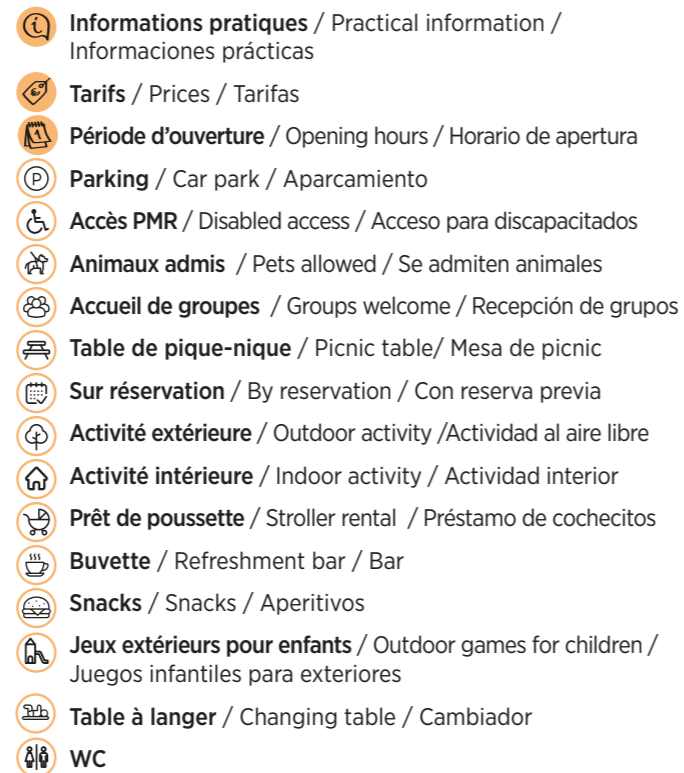 Informations pratiques / Practical information /
Informaciones prácticas
Tarifs / Prices / Tarifas
1
Période d’ouverture / Opening hours / Horario de apertura
P
Parking / Car park / Aparcamiento
Accès PMR / Disabled access / Acceso para discapacitados
Animaux admis / Pets allowed / Se admiten animales
Accueil de groupes / Groups welcome / Recepción de grupos
Table de pique-nique / Picnic table/ Mesa de picnic
Sur réservation / By reservation / Con reserva previa
Activité extérieure / Outdoor activity /Actividad al aire libre
Activité intérieure / Indoor activity / Actividad interior
Prêt de poussette / Stroller rental / Préstamo de cochecitos
Buvette / Refreshment bar / Bar
Snacks / Snacks / Aperitivos
Jeux extérieurs pour enfants / Outdoor games for children /
Juegos infantiles para exteriores
Table à langer / Changing table / Cambiador
WC